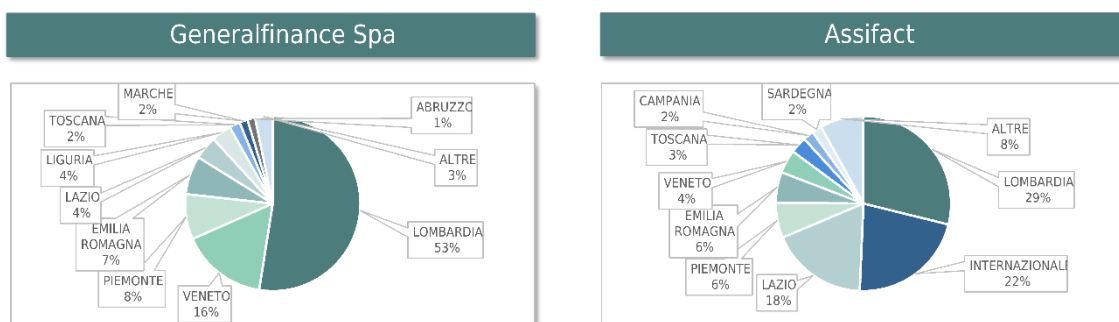 Generalfinance Spa
MARCHE
2%
ABRUZZO
1%
TOSCANA
2%
ALTRE
3%
LIGURIA
4%
LAZIO
4%
EMILIA
ROMAGNA
7%
LOMBARDIA
53%
PIEMONTE
8%
VENETO
16%
Assifact
SARDEGNA
2%
CAMPANIA
2%
ALTRE
8%
TOSCANA
3%
LOMBARDIA
29%
VENETO
4%
EMILIA
ROMAGNA
6%
PIEMONTE
6%
INTERNAZIONALE
22%
LAZIO
18%